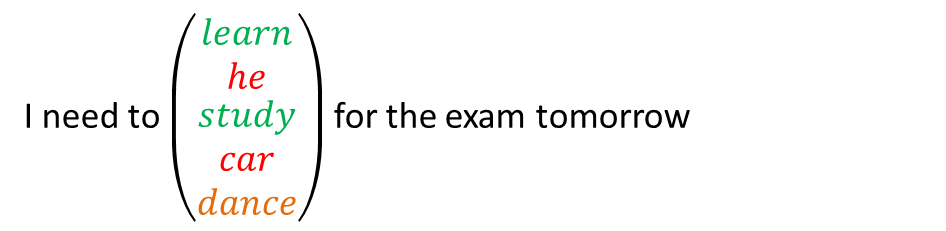 I need to
learn
he
study
car
dance
for the exam tomorrow